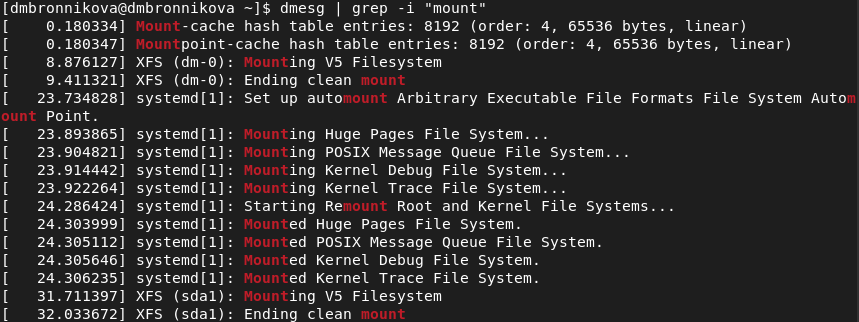 [dmbronnikova@dmbronnikova ~]$ dmesg | grep -i "mount"
[    0.180334] Mount-cache hash table entries: 8192 (order: 4, 65536 bytes, linear)
[    0.180347] Mountpoint-cache hash table entries: 8192 (order: 4, 65536 bytes, linear)
[    8.876127] XFS (dm-0): Mounting V5 Filesystem
[    9.411321] XFS (dm-0): Ending clean mount
[   23.734828] systemd[1]: Set up automount Arbitrary Executable File Formats File System Autom
ount Point.
[   23.893865] systemd[1]: Mounting Huge Pages File System...
[   23.904821] systemd[1]: Mounting POSIX Message Queue File System...
[   23.914442] systemd[1]: Mounting Kernel Debug File System...
[   23.922264] systemd[1]: Mounting Kernel Trace File System...
[   24.286424] systemd[1]: Starting Remount Root and Kernel File Systems...
[   24.303999] systemd[1]: Mounted Huge Pages File System.
[   24.305112] systemd[1]: Mounted POSIX Message Queue File System.
[   24.305646] systemd[1]: Mounted Kernel Debug File System.
[   24.306235] systemd[1]: Mounted Kernel Trace File System.
[   31.711397] XFS (sda1): Mounting V5 Filesystem
[   32.033672] XFS (sda1): Ending clean mount